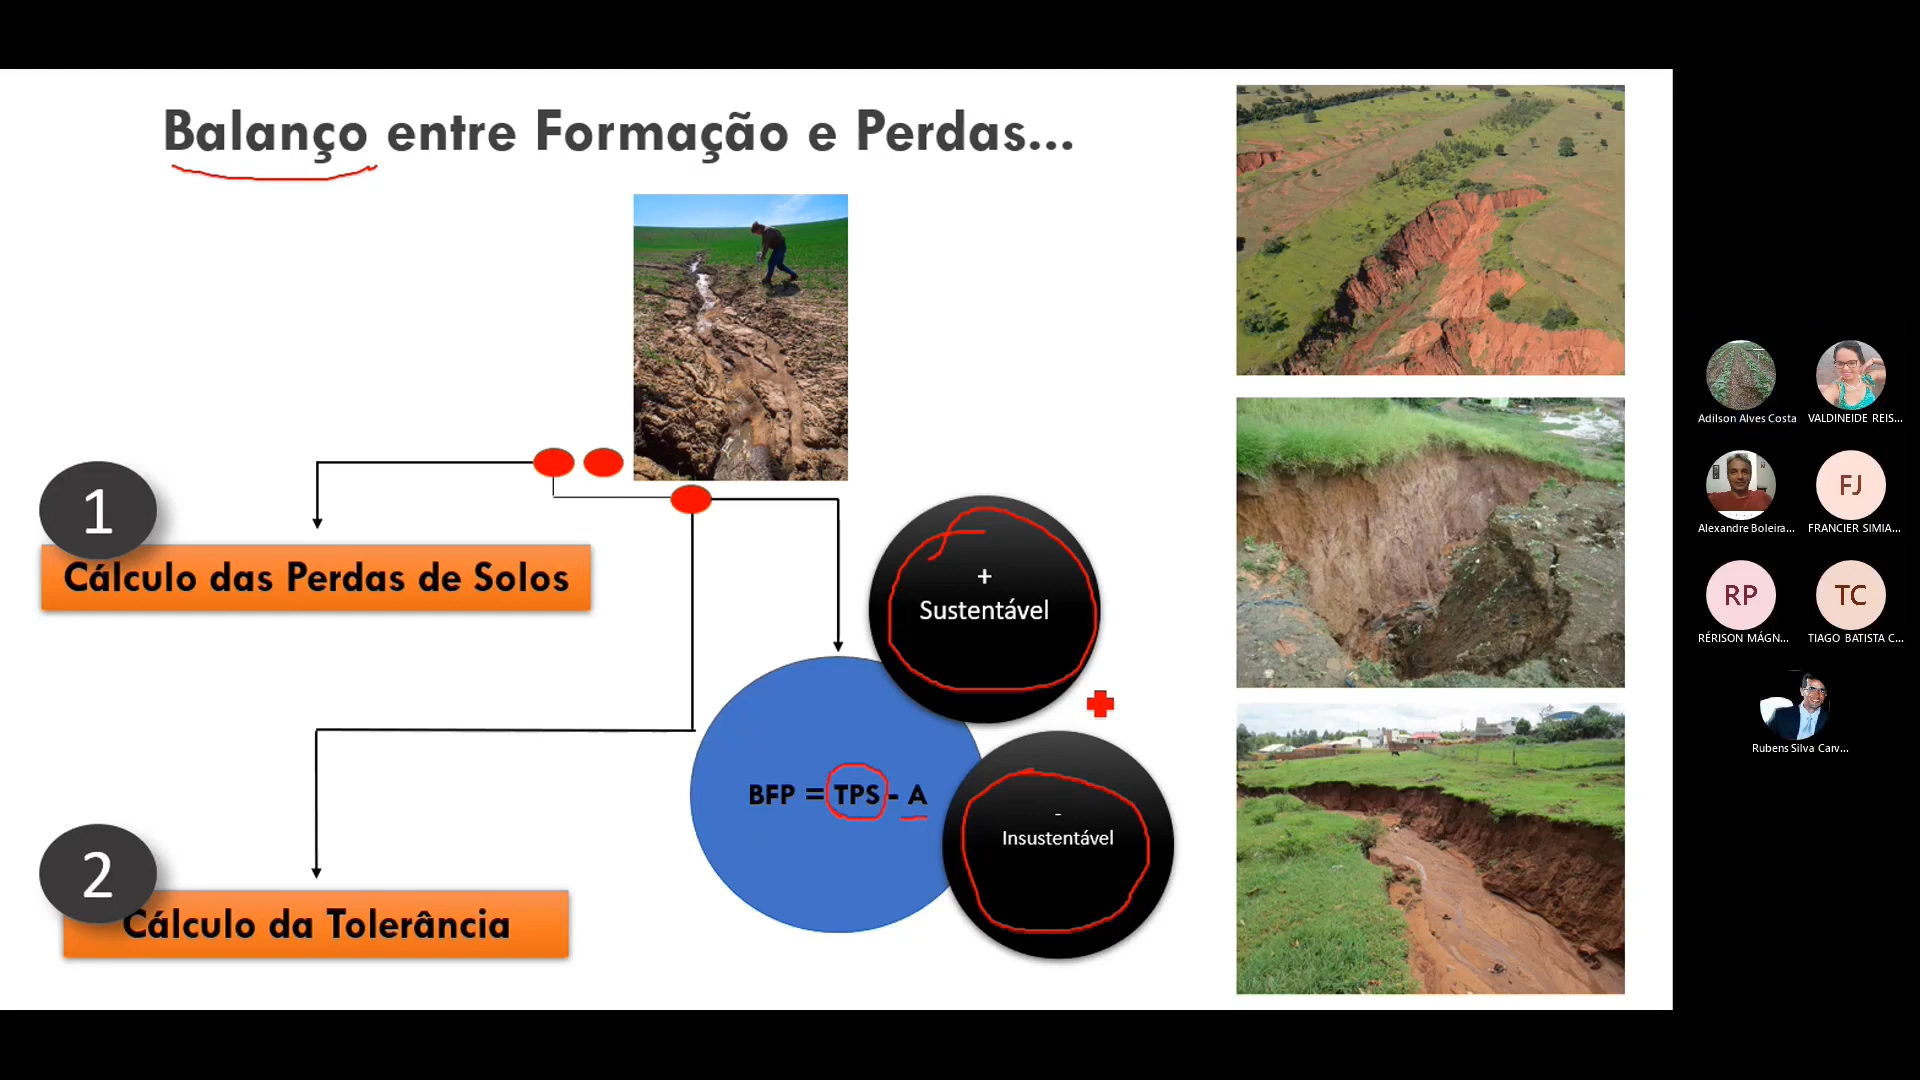 Balanço entre Formação e Perdas...
1
Cálculo das Perdas de Solos
+
Sustentável
BFP = TPS - A
-
Insustentável
2
Cálculo da Tolerância
Adilson Alves Costa
VALDINEIDE REIS...
Alexandre Boleira...
FJ
FRANCIER SIMIA...
RP
RÉRISON MÁGN...
TC
TIAGO BATISTA C...
Rubens Silva Carv...